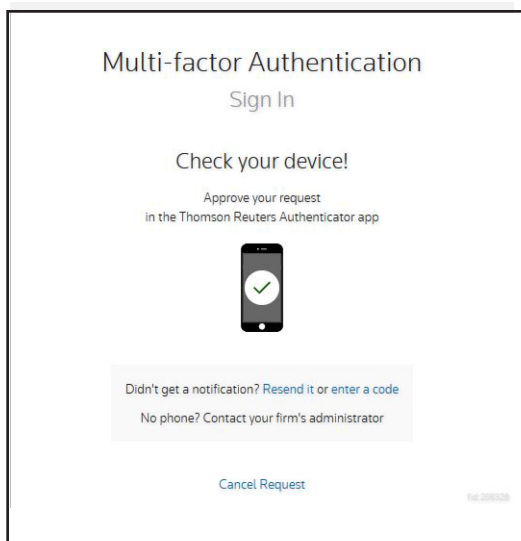 Multi-factor Authentication
Sign In
Check your device!
Approve your request
in the Thomson Reuters Authenticator app
Didn't get a notification? Resend it or enter a code
No phone? Contact your firm's administrator
Cancel Request